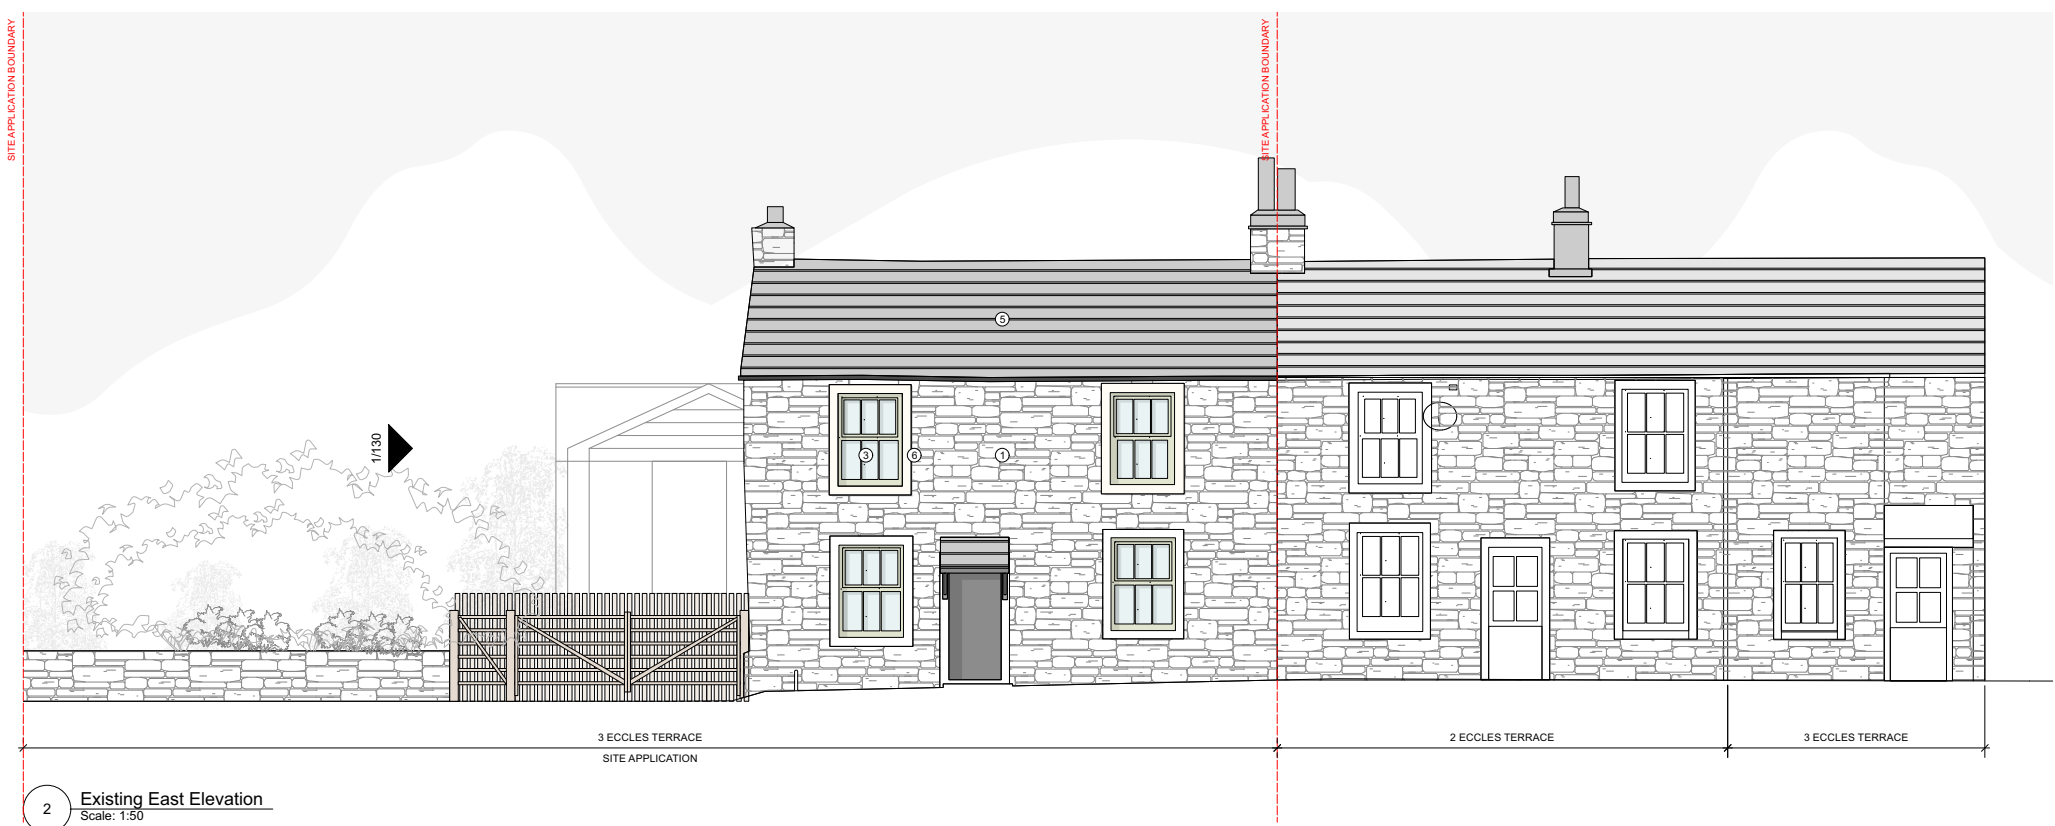 SITE APPLICATION BOUNDARY
SITE APPLICATION BOUNDARY
5
1/130
3
6
1
3 ECCLES TERRACE
2 ECCLES TERRACE
3 ECCLES TERRACE
SITE APPLICATION
2
Existing East Elevation
Scale: 1:50